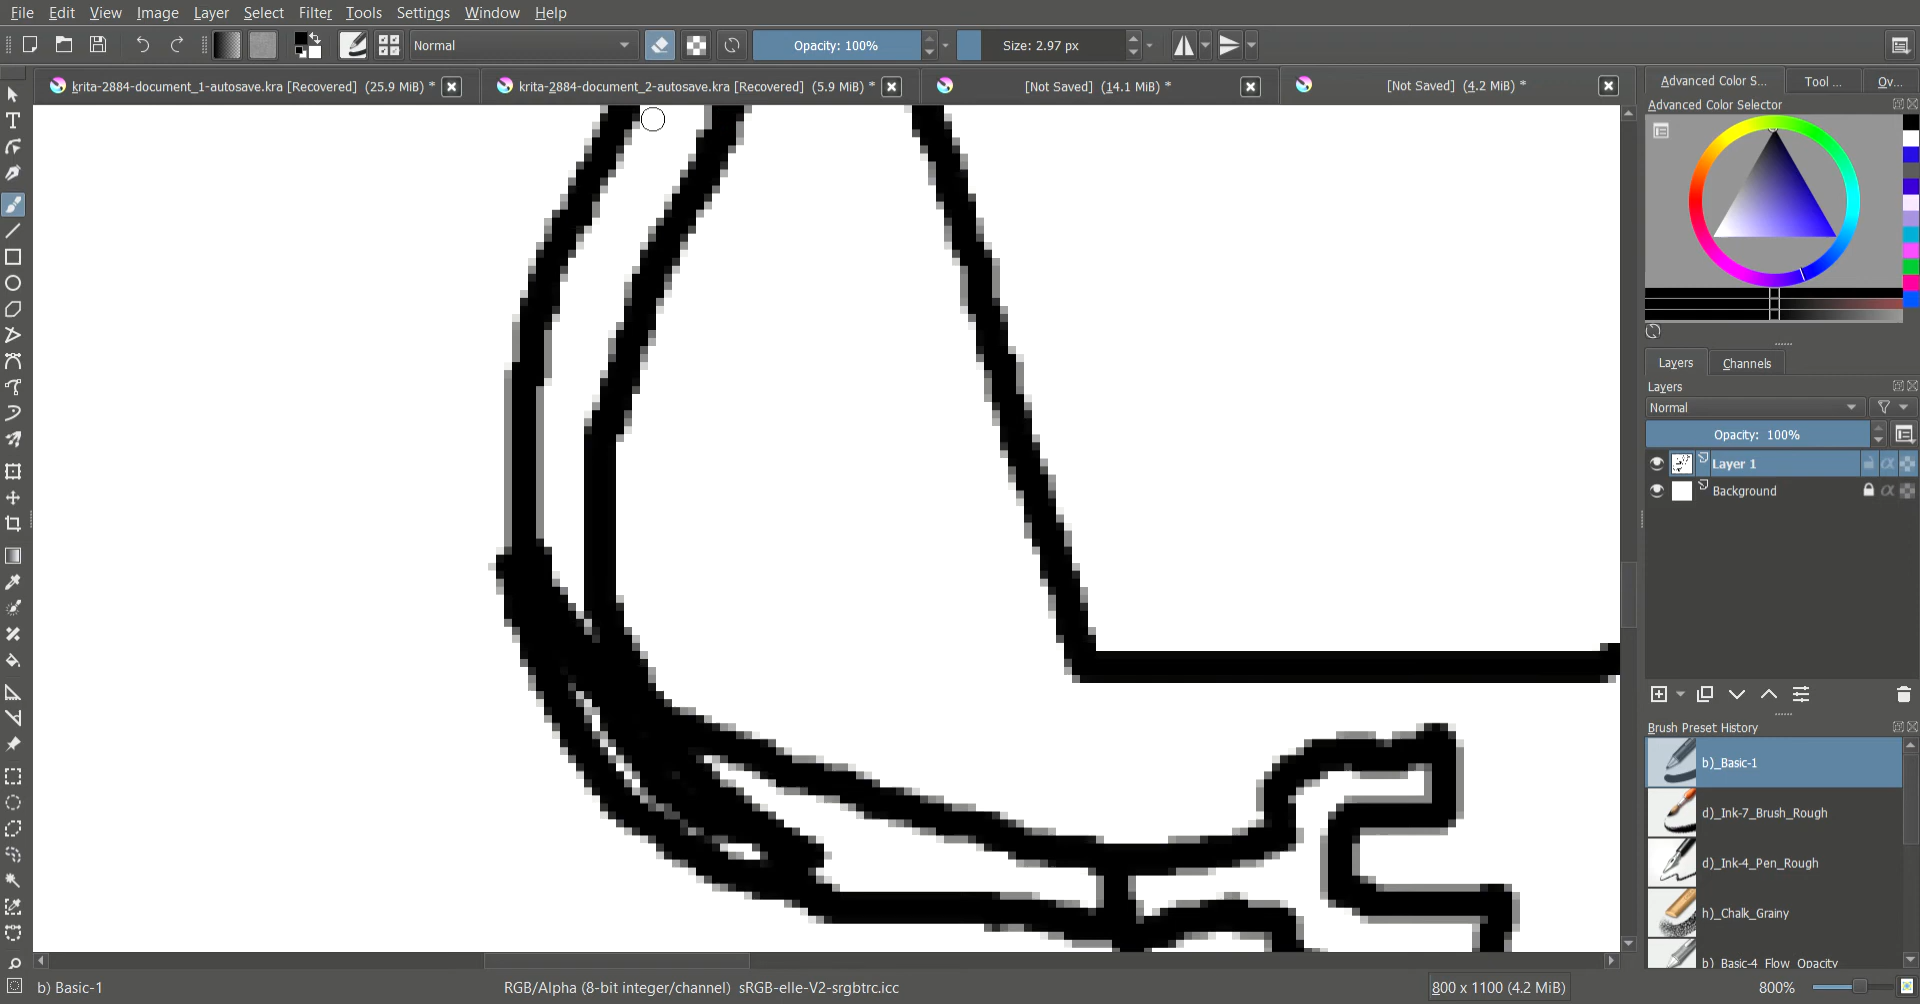 File Edit View Image Layer Select Filter Tools Settings Window Help
Normal Opacity: 100% Size: 2.97 px
krita-2884-document_1-autosave.kra [Recovered] (25.9 MiB) *
krita-2884-document_2-autosave.kra [Recovered] (5.9 MiB) *
[Not Saved] (14.1 MiB) *
[Not Saved] (4.2 MiB) *
Advanced Color S... Tool ... Ov...
Advanced Color Selector
Layers Channels
Layers
Normal
Opacity: 100%
Layer 1
Background
Brush Preset History
b)_Basic-1
d)_Ink-7_Brush_Rough
d)_Ink-4_Pen_Rough
h)_Chalk_Grainy
b)_Basic-4_Flow_Opacity
b) Basic-1 RGB/Alpha (8-bit integer/channel) sRGB-elle-V2-srgbtrc.icc 800 x 1100 (4.2 MiB) 800%